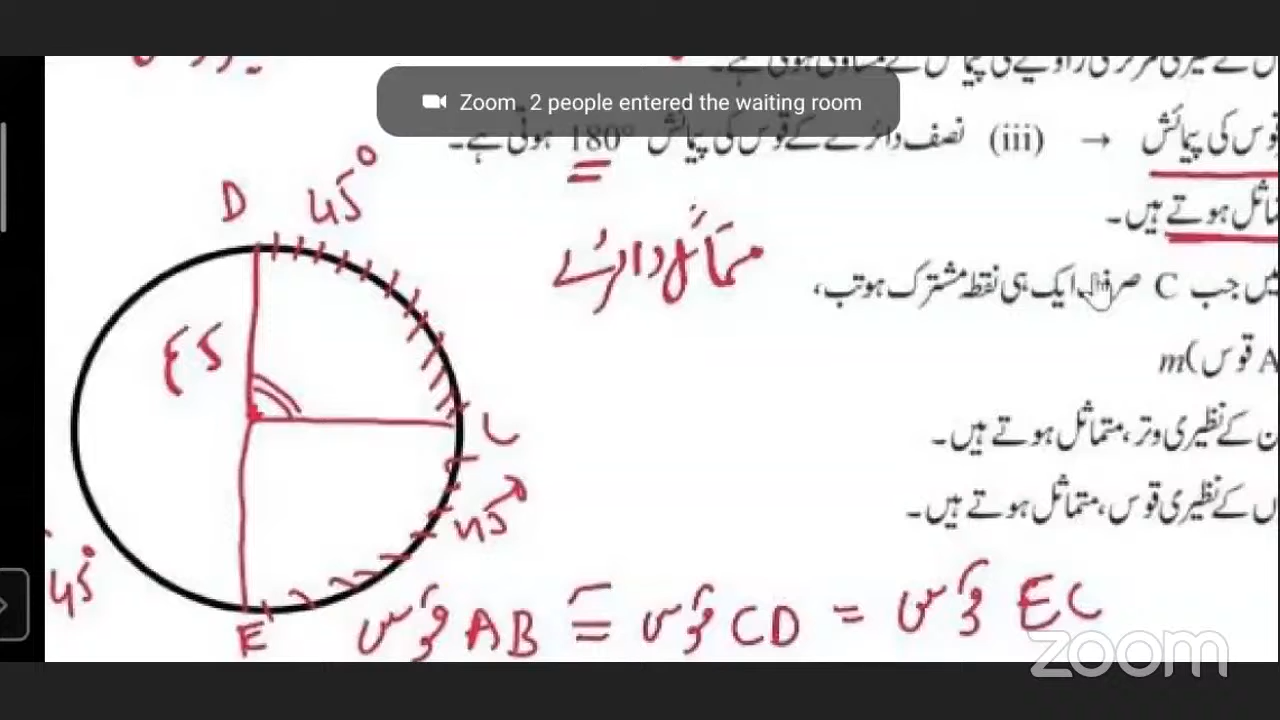 Zoom 2 people entered the waiting room
قوس کی پیمائش → (iii) نصف دائرے کے قوس کی پیمائش 180° ہوتی ہے۔
متماثل ہوتے ہیں۔
D 45°
متماثل دائرے
میں جب C صرف ایک ہی نقطہ مشترک ہو تب،
m(قوس A
C
کے نظیری وتر، متماثل ہوتے ہیں۔
45°
کے نظیری قوس، متماثل ہوتے ہیں۔
45°
E
قوس AB ≅ قوس CD = قوس EC
zoom